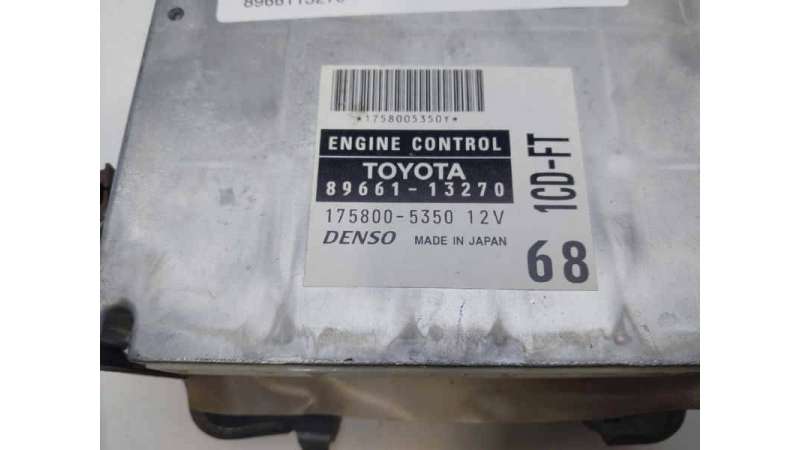 *1758005350Y*
ENGINE CONTROL
TOYOTA
89661-13270
175800-5350 12V
DENSO MADE IN JAPAN
1CD-FT
68